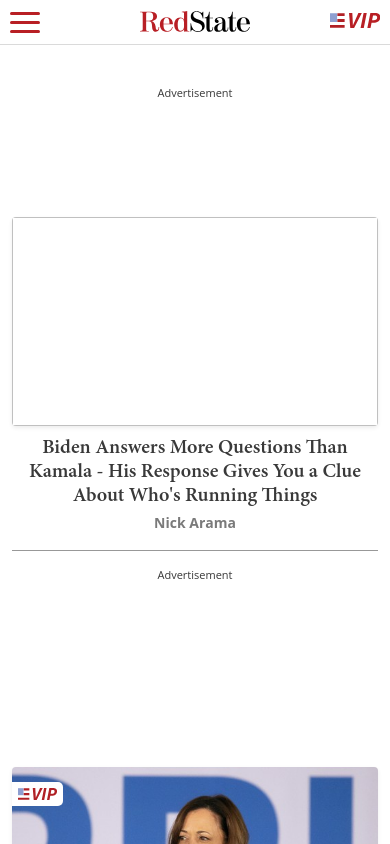 RedState
VIP
Advertisement
Biden Answers More Questions Than
Kamala - His Response Gives You a Clue
About Who's Running Things
Nick Arama
Advertisement
VIP